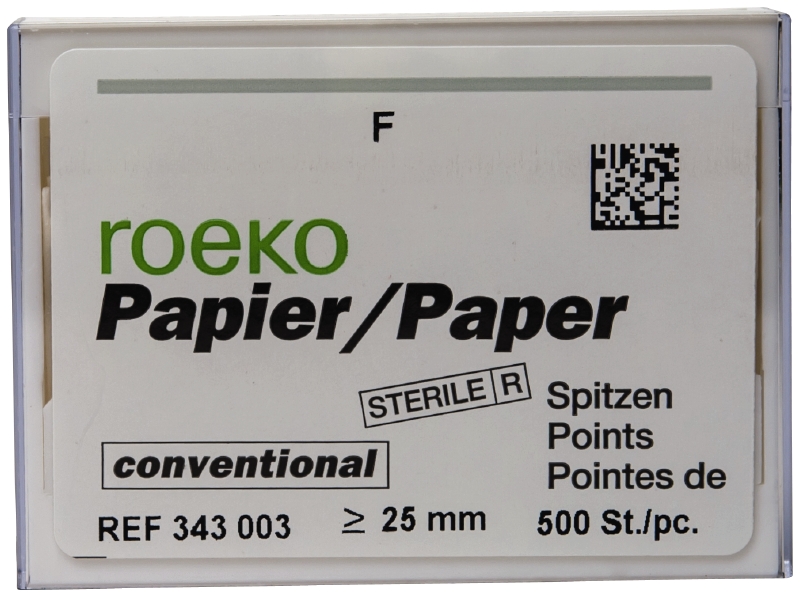 F
roeko
Papier/Paper
STERILE R
Spitzen
Points
Pointes de
conventional
REF 343 003
≥ 25 mm
500 St./pc.